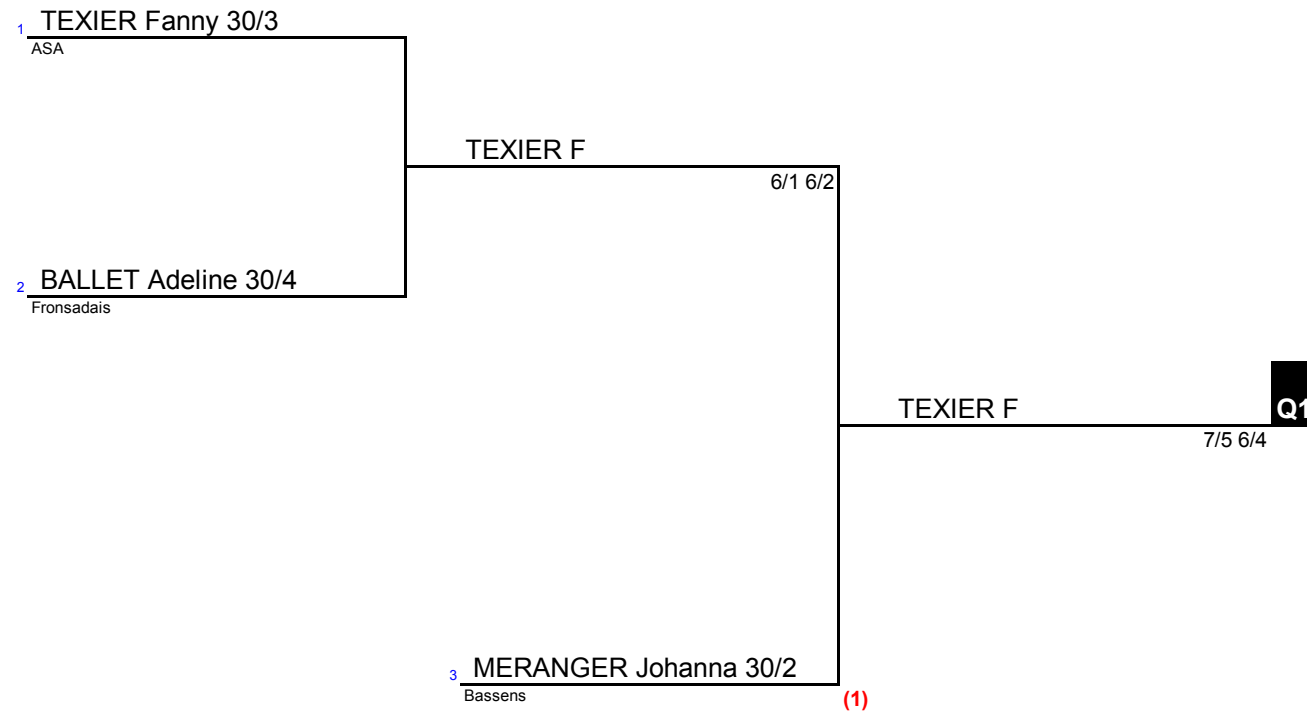 1 TEXIER Fanny 30/3
ASA
TEXIER F
6/1 6/2
2 BALLET Adeline 30/4
Fronsadais
TEXIER F
Q1
7/5 6/4
3 MERANGER Johanna 30/2
Bassens
(1)